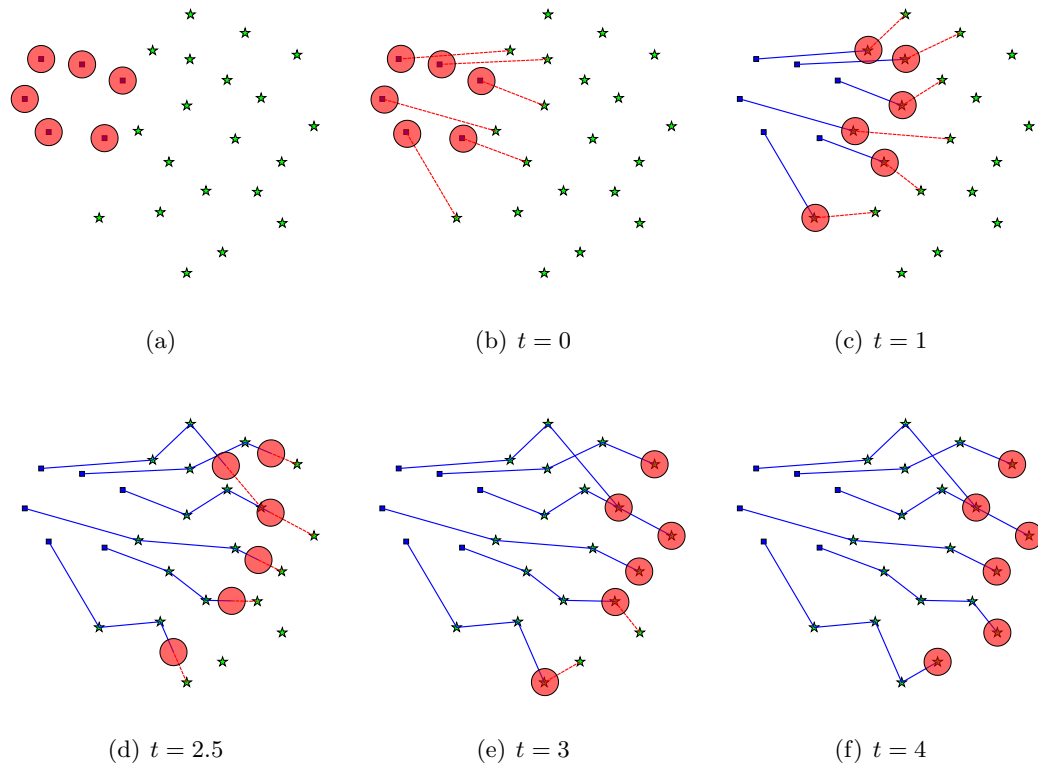 (a)
(b) t = 0
(c) t = 1
(d) t = 2.5
(e) t = 3
(f) t = 4